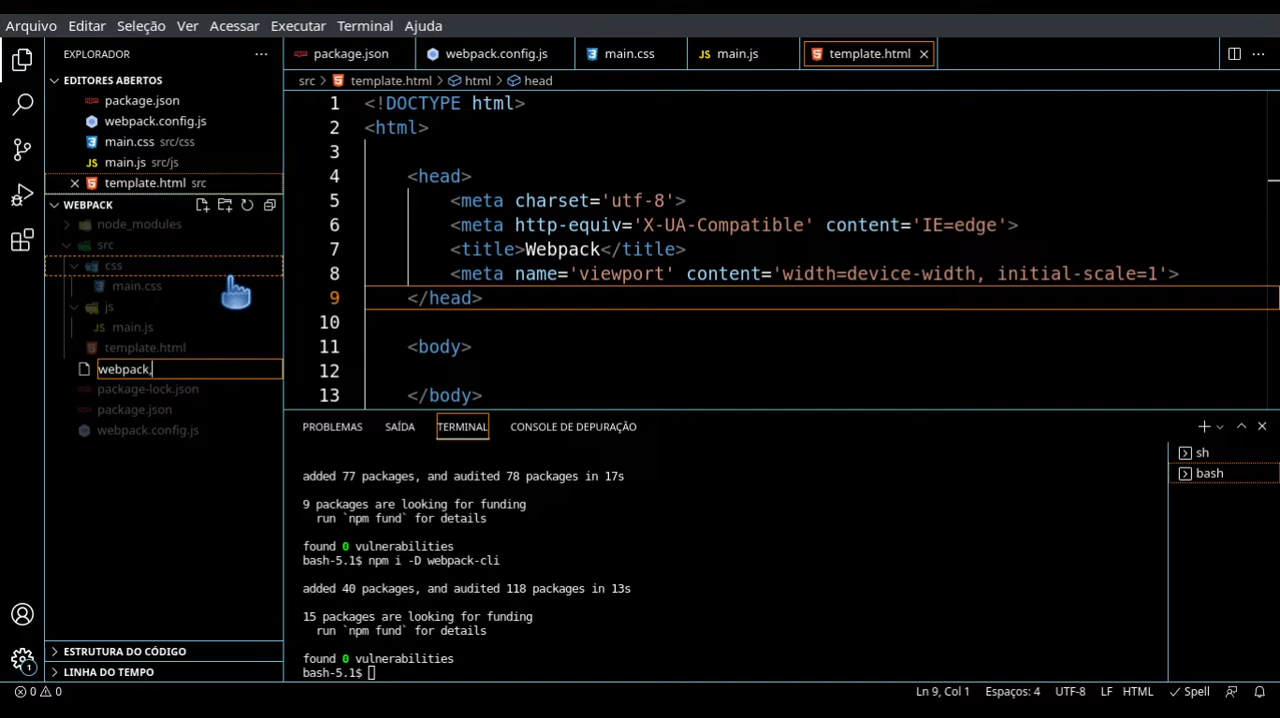 Arquivo Editar Seleção Ver Acessar Executar Terminal Ajuda
EXPLORADOR
EDITORES ABERTOS
package.json
webpack.config.js
main.css src/css
JS main.js src/js
template.html src
WEBPACK
node_modules
src
css
main.css
js
JS main.js
template.html
webpack.
package-lock.json
package.json
webpack.config.js
ESTRUTURA DO CÓDIGO
LINHA DO TEMPO
package.json webpack.config.js main.css JS main.js template.html
src > template.html > html > head
1 <!DOCTYPE html>
2 <html>
3
4 <head>
5 <meta charset='utf-8'>
6 <meta http-equiv='X-UA-Compatible' content='IE=edge'>
7 <title>Webpack</title>
8 <meta name='viewport' content='width=device-width, initial-scale=1'>
9 </head>
10
11 <body>
12
13 </body>
PROBLEMAS SAÍDA TERMINAL CONSOLE DE DEPURAÇÃO
added 77 packages, and audited 78 packages in 17s
9 packages are looking for funding
run `npm fund` for details
found 0 vulnerabilities
bash-5.1$ npm i -D webpack-cli
added 40 packages, and audited 118 packages in 13s
15 packages are looking for funding
run `npm fund` for details
found 0 vulnerabilities
bash-5.1$
sh
bash
1
0 0
Ln 9, Col 1 Espaços: 4 UTF-8 LF HTML Spell